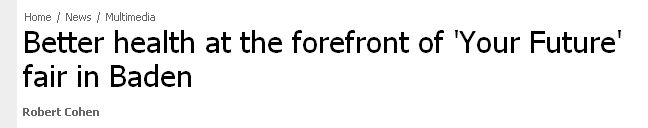 Home / News / Multimedia
Better health at the forefront of 'Your Future'
fair in Baden
Robert Cohen